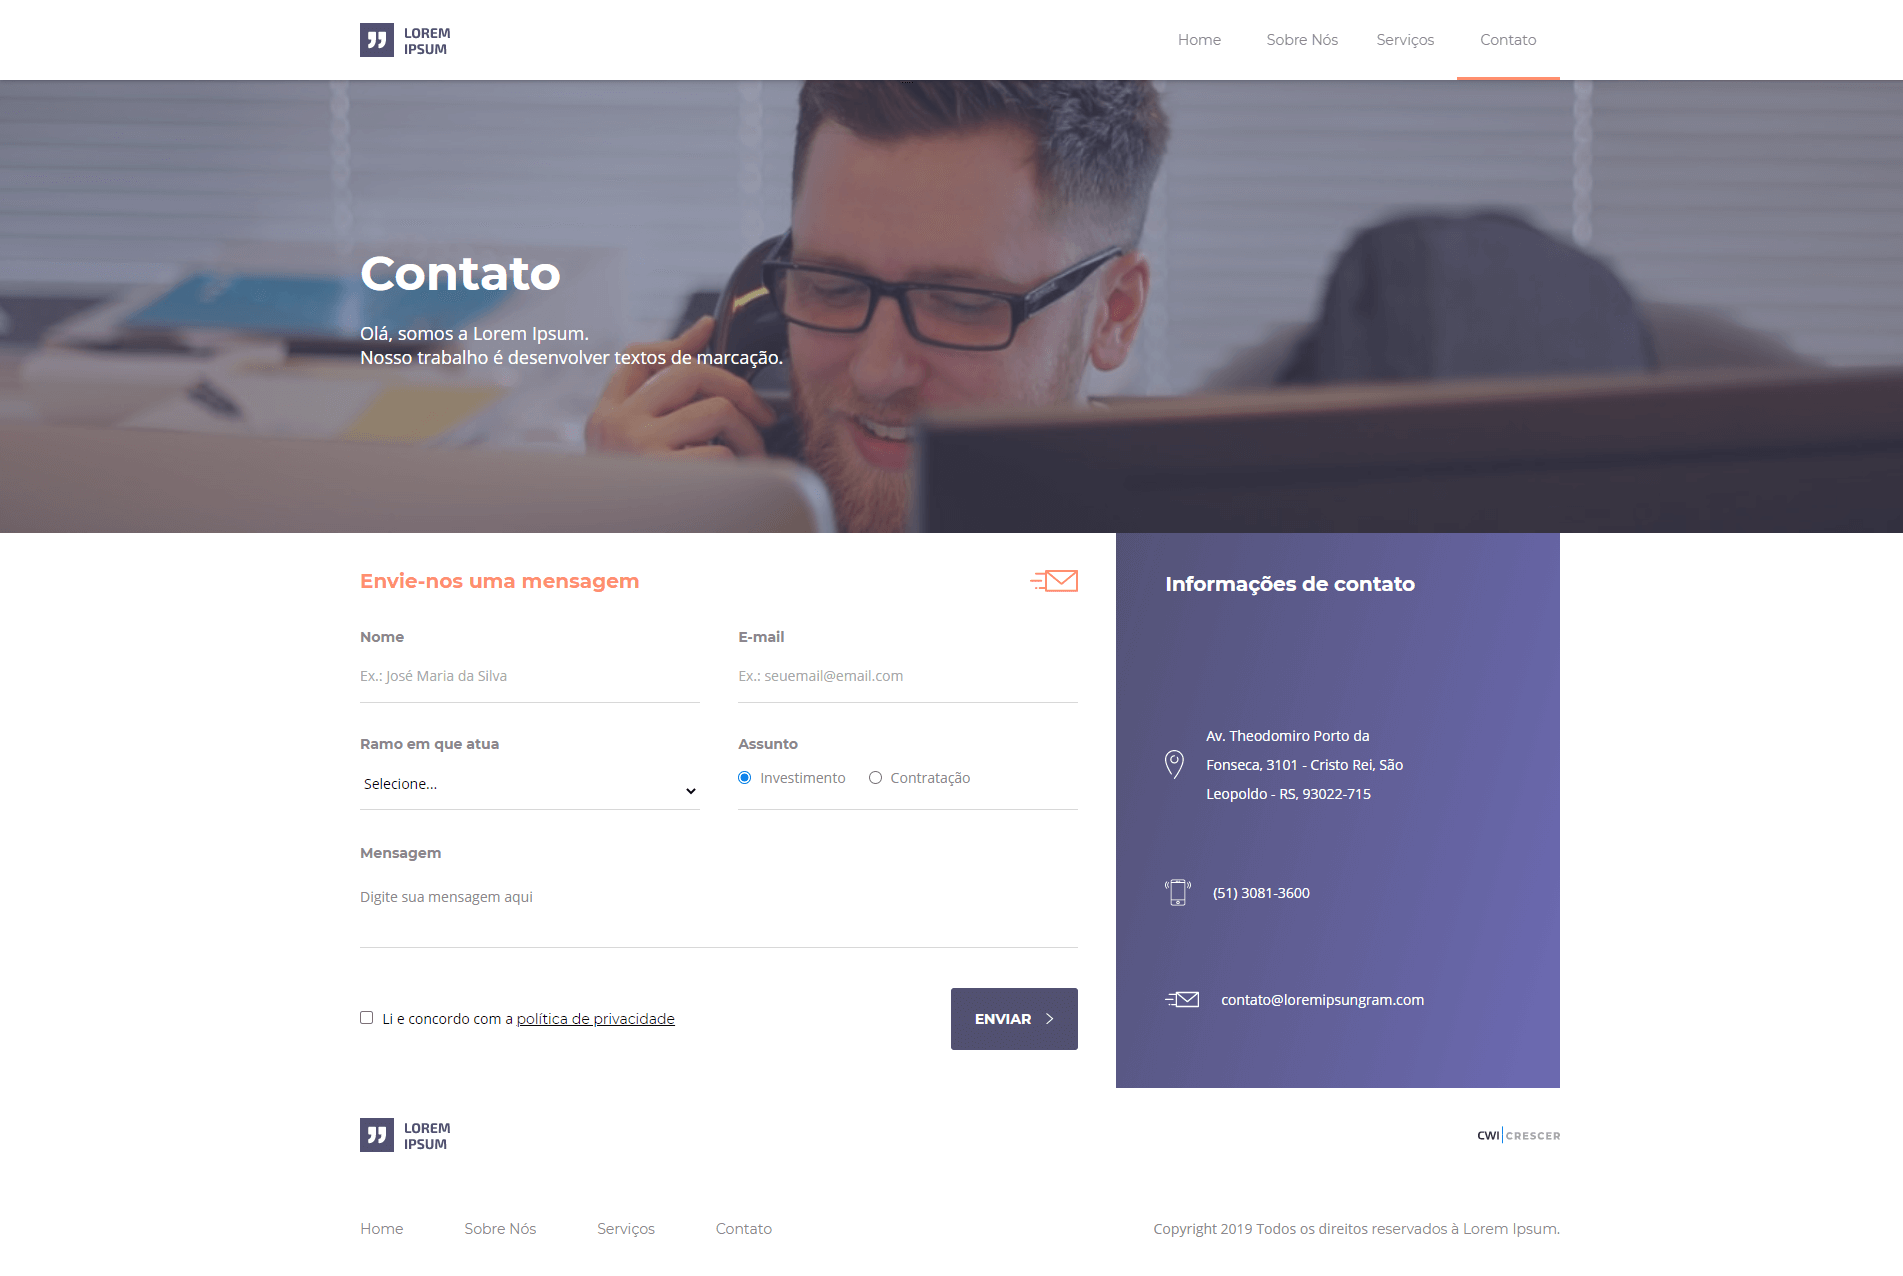 LOREM
IPSUM
Home
Sobre Nós
Serviços
Contato
Contato
Olá, somos a Lorem Ipsum.
Nosso trabalho é desenvolver textos de marcação.
Envie-nos uma mensagem
Nome
E-mail
Ex.: José Maria da Silva
Ex.: seuemail@email.com
Ramo em que atua
Assunto
Selecione...
Investimento
Contratação
Mensagem
Digite sua mensagem aqui
Li e concordo com a política de privacidade
ENVIAR
Informações de contato
Av. Theodomiro Porto da
Fonseca, 3101 - Cristo Rei, São
Leopoldo - RS, 93022-715
(51) 3081-3600
contato@loremipsungram.com
LOREM
IPSUM
CWI CRESCER
Home
Sobre Nós
Serviços
Contato
Copyright 2019 Todos os direitos reservados à Lorem Ipsum.